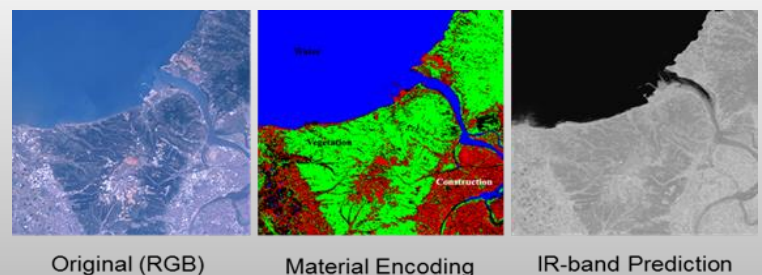 Water
Vegetation
Construction
Original (RGB)
Material Encoding
IR-band Prediction